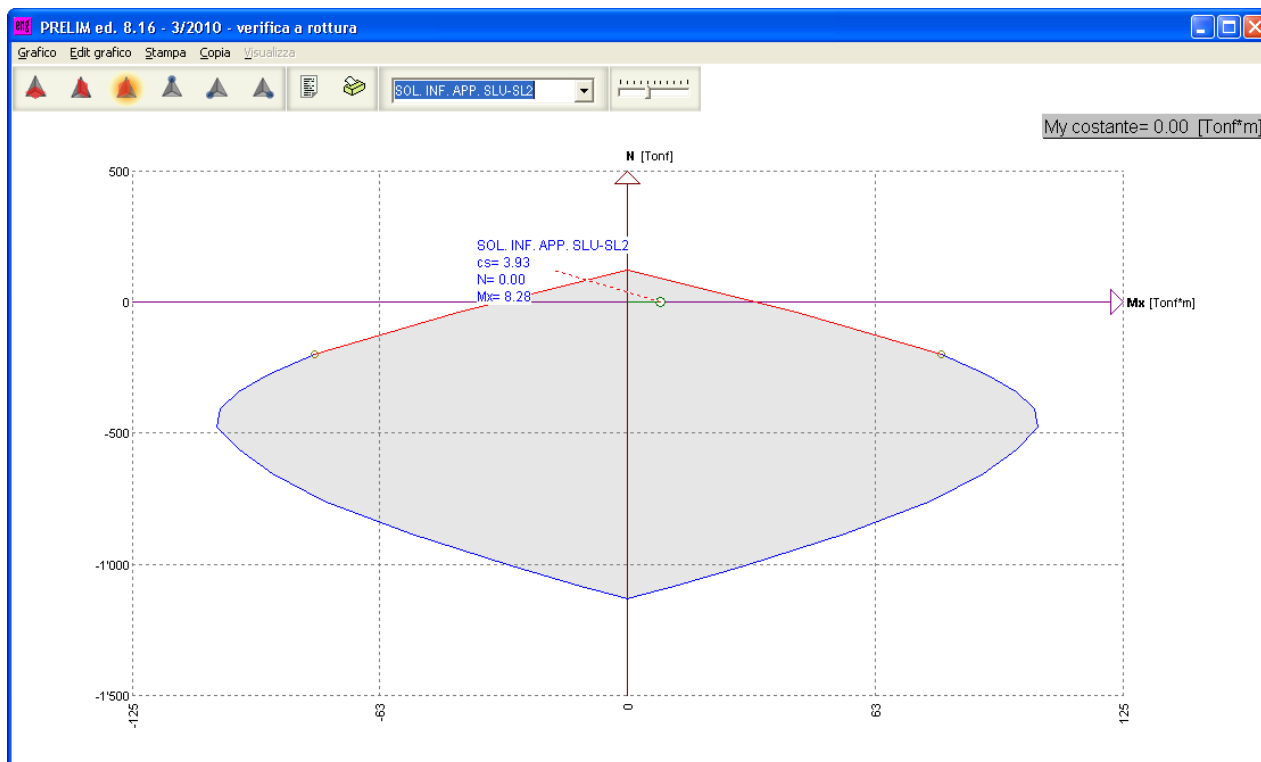 eng PRELIM ed. 8.16 - 3/2010 - verifica a rottura
Grafico Edit grafico Stampa Copia Visualizza
SOL. INF. APP. SLU-SL2
My costante= 0.00 [Tonf*m]
N [Tonf]
500
SOL. INF. APP. SLU-SL2
cs= 3.93
N= 0.00
Mx= 8.28
0
Mx [Tonf*m]
-500
-1'000
-1'500
-125 -63 0 63 125